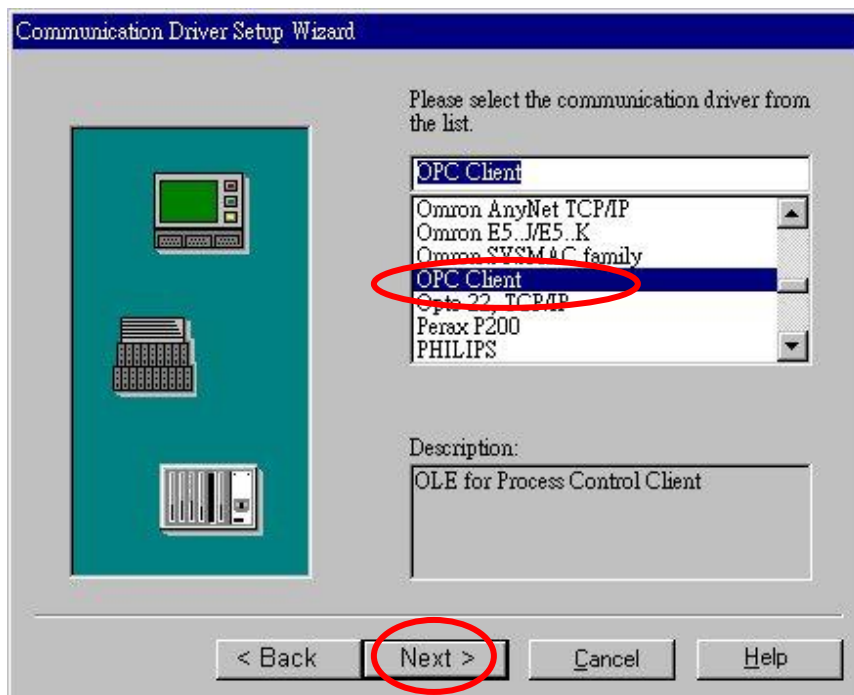 Communication Driver Setup Wizard
Please select the communication driver from
the list.
OPC Client
Omron AnyNet TCP/IP
Omron E5..J/E5..K
Omron SYSMAC family
OPC Client
Opto 22, TCP/IP
Perax P200
PHILIPS
Description:
OLE for Process Control Client
< Back
Next >
Cancel
Help